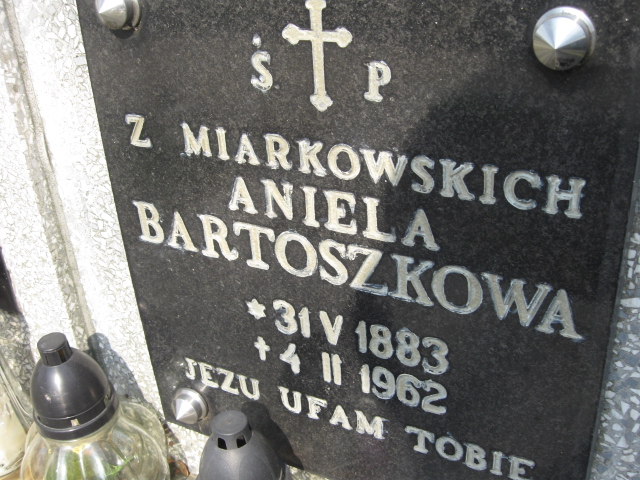 Ś P
Z MIARKOWSKICH
ANIELA
BARTOSZKOWA
* 31 V 1883
† 4 II 1962
JEZU UFAM TOBIE